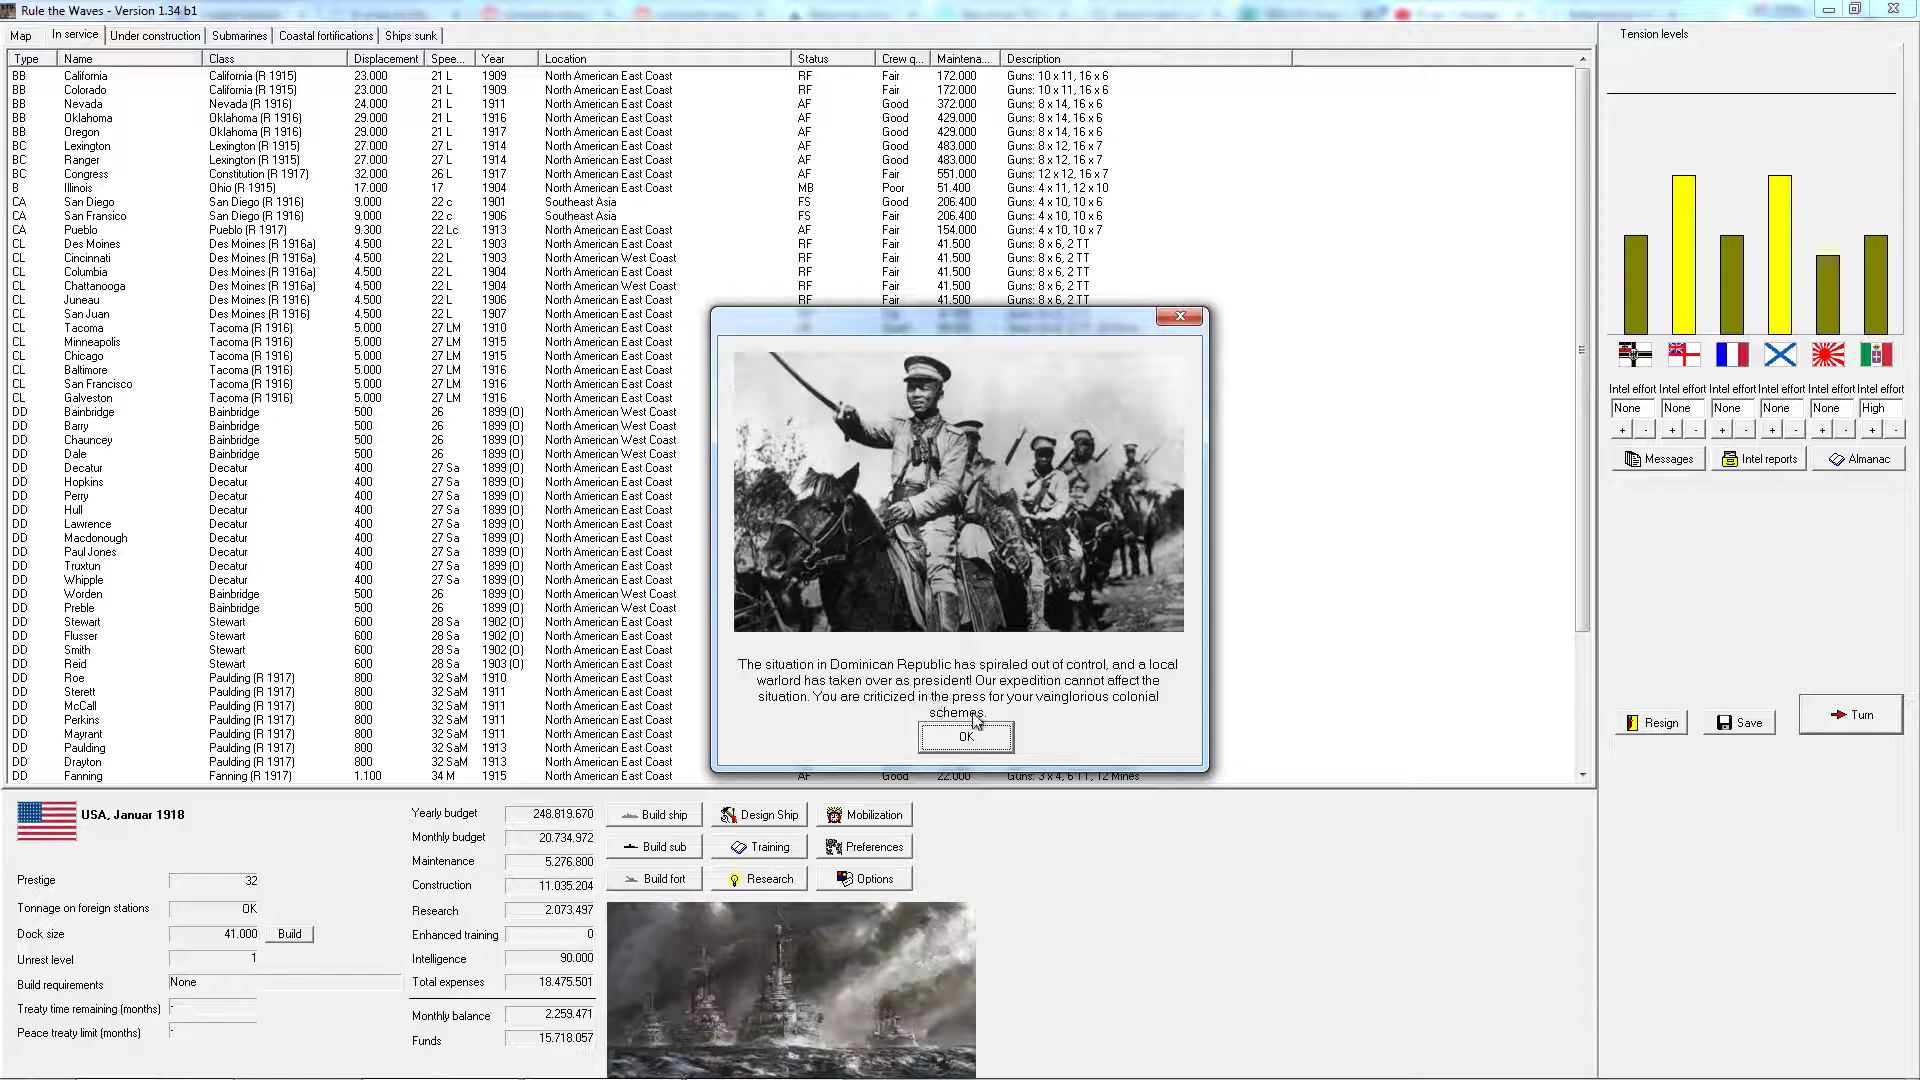 Rule the Waves - Version 1.34 b1
Map In service Under construction Submarines Coastal fortifications Ships sunk
Type Name Class Displacement Spee... Year Location Status Crew q... Maintena... Description
BB California California (R 1915) 23.000 21 L 1909 North American East Coast RF Fair 172.000 Guns: 10 x 11, 16 x 6
BB Colorado California (R 1915) 23.000 21 L 1909 North American East Coast RF Fair 172.000 Guns: 10 x 11, 16 x 6
BB Nevada Nevada (R 1916) 24.000 21 L 1911 North American East Coast AF Good 372.000 Guns: 8 x 14, 16 x 6
BB Oklahoma Oklahoma (R 1916) 29.000 21 L 1916 North American East Coast AF Good 429.000 Guns: 8 x 14, 16 x 6
BB Oregon Oklahoma (R 1916) 29.000 21 L 1917 North American East Coast AF Good 429.000 Guns: 8 x 14, 16 x 6
BC Lexington Lexington (R 1915) 27.000 27 L 1914 North American East Coast AF Good 483.000 Guns: 8 x 12, 16 x 7
BC Ranger Lexington (R 1915) 27.000 27 L 1914 North American East Coast AF Good 483.000 Guns: 8 x 12, 16 x 7
BC Congress Constitution (R 1917) 32.000 26 L 1917 North American East Coast AF Fair 551.000 Guns: 12 x 12, 16 x 7
B Illinois Ohio (R 1915) 17.000 17 1904 North American East Coast MB Poor 51.400 Guns: 4 x 11, 12 x 10
CA San Diego San Diego (R 1916) 9.000 22 c 1901 Southeast Asia FS Good 206.400 Guns: 4 x 10, 10 x 6
CA San Fransico San Diego (R 1916) 9.000 22 c 1906 Southeast Asia FS Fair 206.400 Guns: 4 x 10, 10 x 6
CA Pueblo Pueblo (R 1917) 9.300 22 Lc 1913 North American East Coast AF Fair 154.000 Guns: 4 x 10, 10 x 7
CL Des Moines Des Moines (R 1916a) 4.500 22 L 1903 North American East Coast RF Fair 41.500 Guns: 8 x 6, 2 TT
CL Cincinnati Des Moines (R 1916a) 4.500 22 L 1903 North American West Coast RF Fair 41.500 Guns: 8 x 6, 2 TT
CL Columbia Des Moines (R 1916a) 4.500 22 L 1904 North American East Coast RF Fair 41.500 Guns: 8 x 6, 2 TT
CL Chattanooga Des Moines (R 1916a) 4.500 22 L 1904 North American West Coast RF Fair 41.500 Guns: 8 x 6, 2 TT
CL Juneau Des Moines (R 1916) 4.500 22 L 1906 North American East Coast RF Fair 41.500 Guns: 8 x 6, 2 TT
CL San Juan Des Moines (R 1916a) 4.500 22 L 1907 North American East Coast
CL Tacoma Tacoma (R 1916) 5.000 27 LM 1910 North American East Coast
CL Minneapolis Tacoma (R 1916) 5.000 27 LM 1915 North American East Coast
CL Chicago Tacoma (R 1916) 5.000 27 LM 1915 North American East Coast
CL Baltimore Tacoma (R 1916) 5.000 27 LM 1916 North American East Coast
CL San Francisco Tacoma (R 1916) 5.000 27 LM 1916 North American East Coast
CL Galveston Tacoma (R 1916) 5.000 27 LM 1916 North American East Coast
DD Bainbridge Bainbridge 500 26 1899 (O) North American West Coast
DD Barry Bainbridge 500 26 1899 (O) North American West Coast
DD Chauncey Bainbridge 500 26 1899 (O) North American West Coast
DD Dale Bainbridge 500 26 1899 (O) North American West Coast
DD Decatur Decatur 400 27 Sa 1899 (O) North American East Coast
DD Hopkins Decatur 400 27 Sa 1899 (O) North American East Coast
DD Perry Decatur 400 27 Sa 1899 (O) North American East Coast
DD Hull Decatur 400 27 Sa 1899 (O) North American East Coast
DD Lawrence Decatur 400 27 Sa 1899 (O) North American East Coast
DD Macdonough Decatur 400 27 Sa 1899 (O) North American East Coast
DD Paul Jones Decatur 400 27 Sa 1899 (O) North American East Coast
DD Truxtun Decatur 400 27 Sa 1899 (O) North American East Coast
DD Whipple Decatur 400 27 Sa 1899 (O) North American East Coast
DD Worden Bainbridge 500 26 1899 (O) North American West Coast
DD Preble Bainbridge 500 26 1899 (O) North American West Coast
DD Stewart Stewart 600 28 Sa 1902 (O) North American East Coast
DD Flusser Stewart 600 28 Sa 1902 (O) North American East Coast
DD Smith Stewart 600 28 Sa 1902 (O) North American East Coast
DD Reid Stewart 600 28 Sa 1903 (O) North American East Coast
DD Roe Paulding (R 1917) 800 32 SaM 1910 North American East Coast
DD Sterett Paulding (R 1917) 800 32 SaM 1911 North American East Coast
DD McCall Paulding (R 1917) 800 32 SaM 1911 North American East Coast
DD Perkins Paulding (R 1917) 800 32 SaM 1911 North American East Coast
DD Mayrant Paulding (R 1917) 800 32 SaM 1911 North American East Coast
DD Paulding Paulding (R 1917) 800 32 SaM 1913 North American East Coast
DD Drayton Paulding (R 1917) 800 32 SaM 1913 North American East Coast
DD Fanning Fanning (R 1917) 1.100 34 M 1915 North American East Coast AF Good 22.000 Guns: 3 x 4, 6 TT, 12 Mines
The situation in Dominican Republic has spiraled out of control, and a local
warlord has taken over as president! Our expedition cannot affect the
situation. You are criticized in the press for your vainglorious colonial
schemes.
OK
Tension levels
Intel effort Intel effort Intel effort Intel effort Intel effort Intel effort
None None None None None High
+ - + - + - + - + - + -
Messages Intel reports Almanac
Resign Save Turn
USA, Januar 1918
Prestige 32
Tonnage on foreign stations OK
Dock size 41.000 Build
Unrest level 1
Build requirements None
Treaty time remaining (months) -
Peace treaty limit (months) -
Yearly budget 248.819.670
Monthly budget 20.734.972
Maintenance 5.276.800
Construction 11.035.204
Research 2.073.497
Enhanced training 0
Intelligence 90.000
Total expenses 18.475.501
Monthly balance 2.259.471
Funds 15.718.057
Build ship Design Ship Mobilization
Build sub Training Preferences
Build fort Research Options